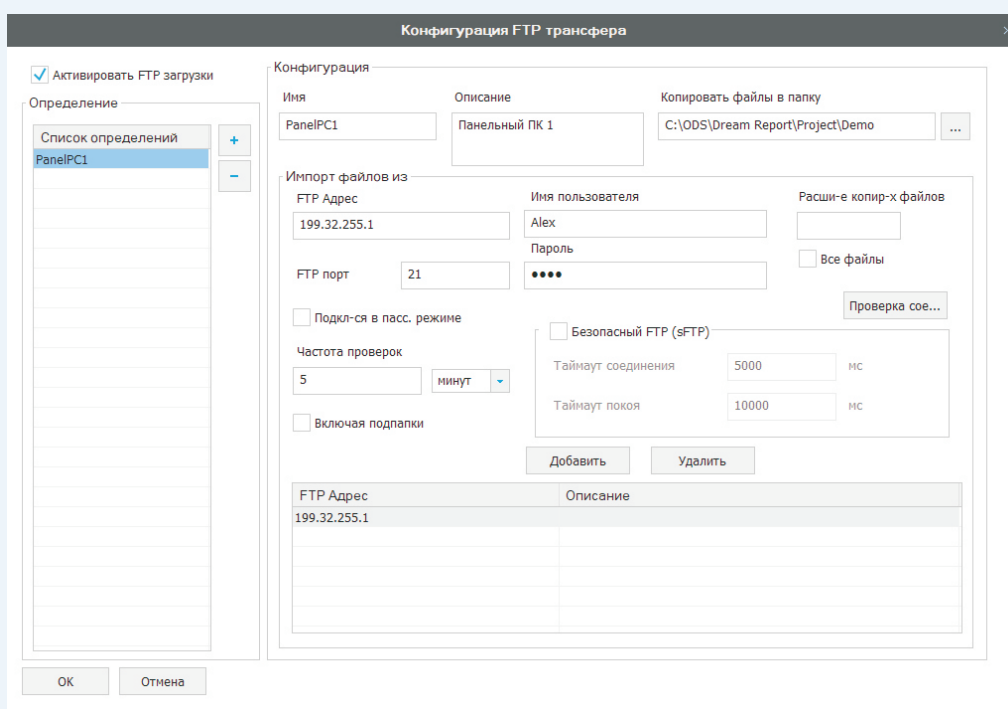 Конфигурация FTP трансфера
Активировать FTP загрузки
Определение
Список определений
+
PanelPC1
−
Конфигурация
Имя
Описание
Копировать файлы в папку
PanelPC1
Панельный ПК 1
C:\ODS\Dream Report\Project\Demo
...
Импорт файлов из
FTP Адрес
Имя пользователя
Расши-е копир-х файлов
199.32.255.1
Alex
Пароль
Все файлы
FTP порт
21
••••
Проверка сое...
Подкл-ся в пасс. режиме
Безопасный FTP (sFTP)
Частота проверок
Таймаут соединения
5000
мс
5
минут
Таймаут покоя
10000
мс
Включая подпапки
Добавить
Удалить
FTP Адрес
Описание
199.32.255.1
OK
Отмена